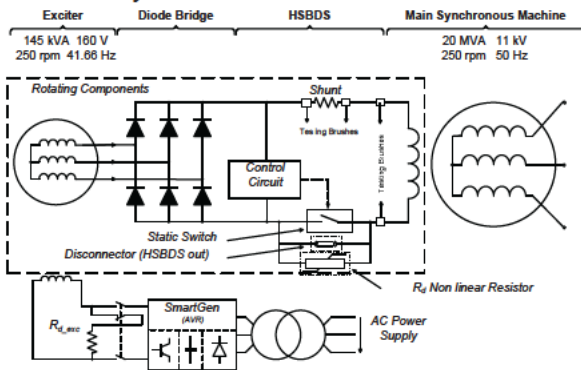 Exciter Diode Bridge HSBDS Main Synchronous Machine
145 kVA 160 V
250 rpm 41.66 Hz
20 MVA 11 kV
250 rpm 50 Hz
Rotating Components
Shunt
Tesing Brushes
Testing Brushes
Control
Circuit
Static Switch
Disconnector (HSBDS out)
Rd Non linear Resistor
Rd_exc
SmartGen
(AVR)
AC Power
Supply